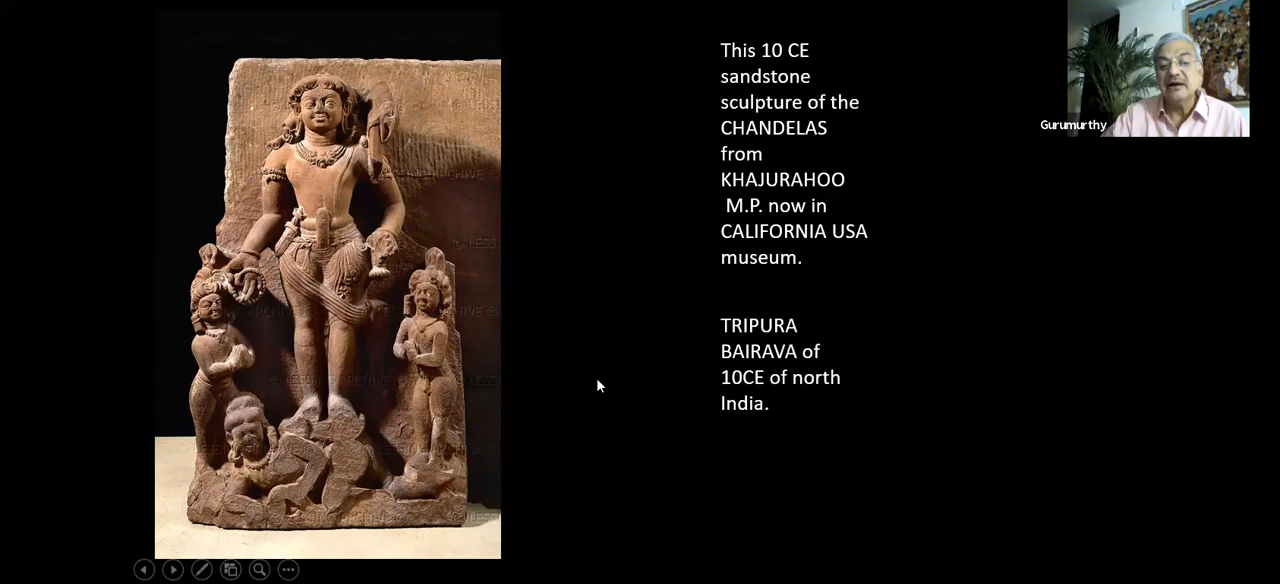 This 10 CE
sandstone
sculpture of the
CHANDELAS
from
KHAJURAHOO
M.P. now in
CALIFORNIA USA
museum.
TRIPURA
BAIRAVA of
10CE of north
India.
Gurumurthy